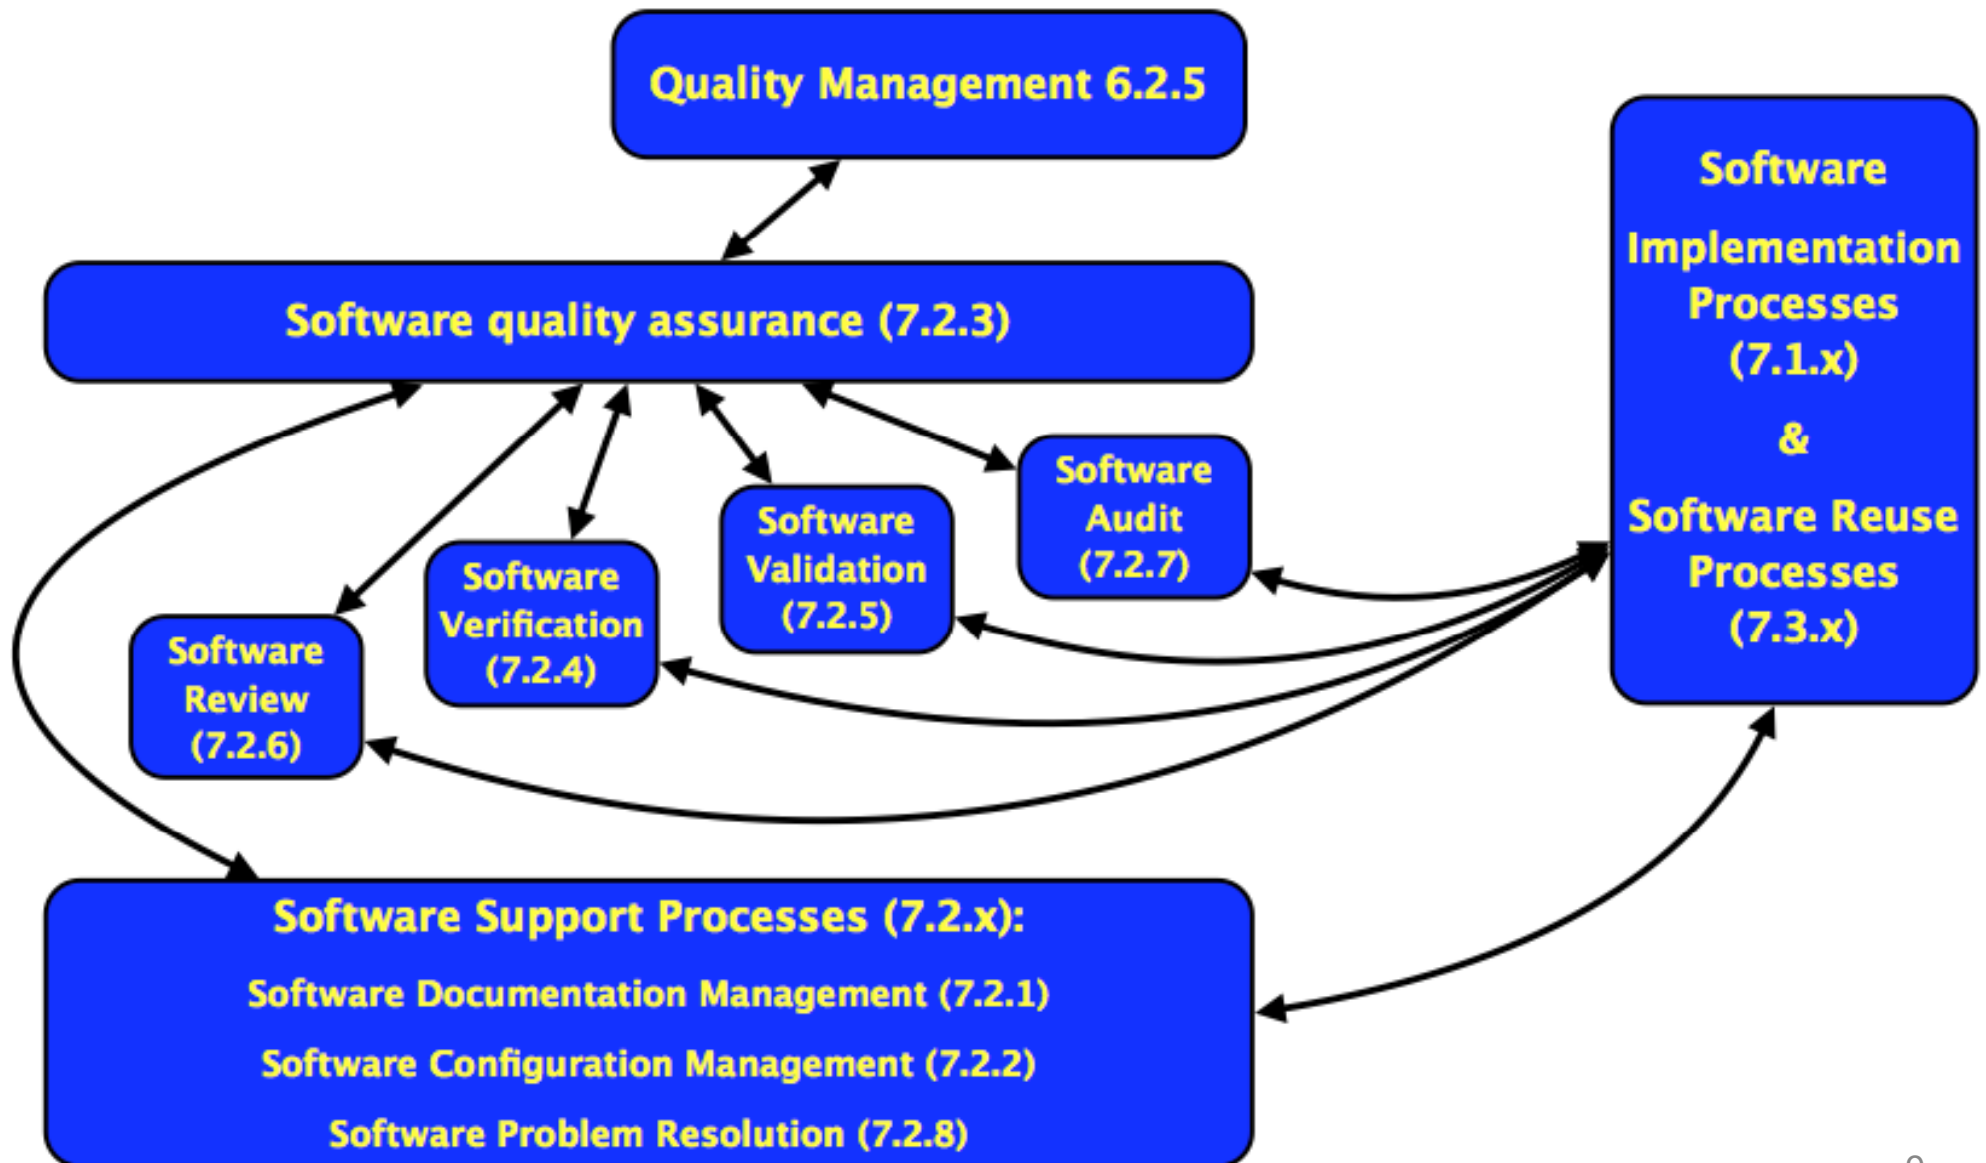 Quality Management 6.2.5
Software quality assurance (7.2.3)
Software
Review
(7.2.6)
Software
Verification
(7.2.4)
Software
Validation
(7.2.5)
Software
Audit
(7.2.7)
Software
Implementation
Processes
(7.1.x)
&
Software Reuse
Processes
(7.3.x)
Software Support Processes (7.2.x):
Software Documentation Management (7.2.1)
Software Configuration Management (7.2.2)
Software Problem Resolution (7.2.8)